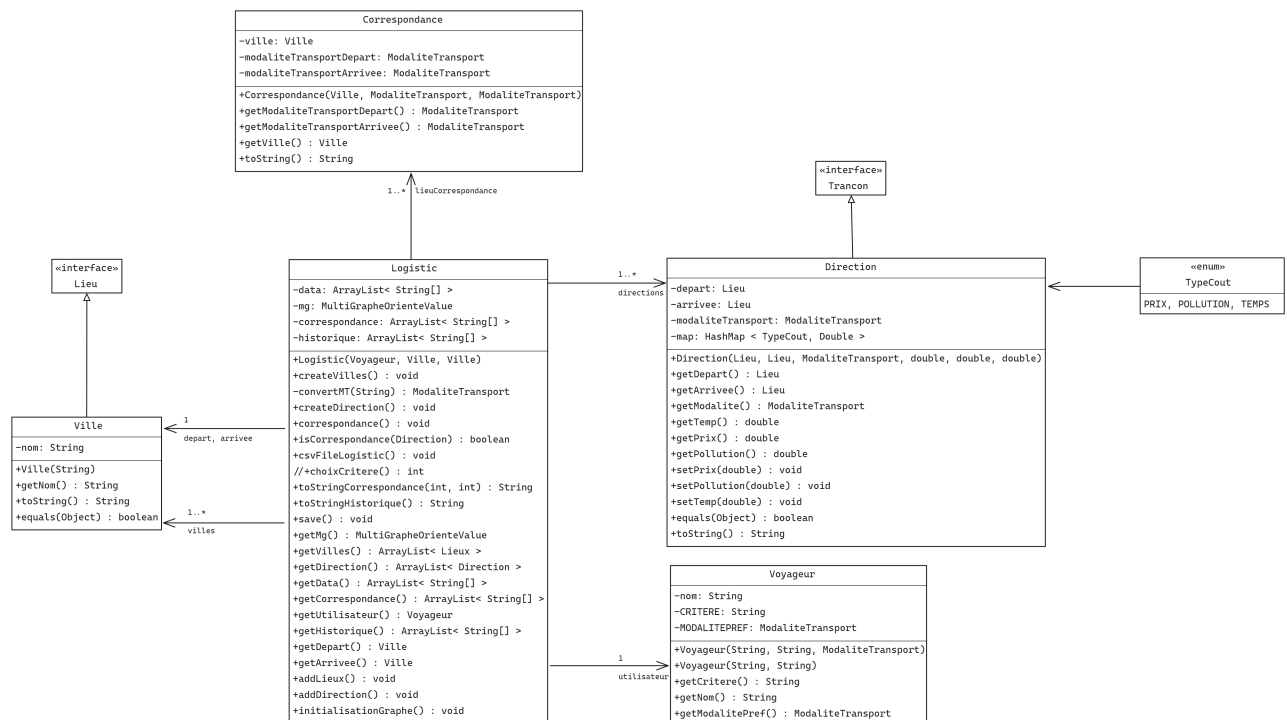 Correspondance
-ville: Ville
-modaliteTransportDepart: ModaliteTransport
-modaliteTransportArrivee: ModaliteTransport
+Correspondance(Ville, ModaliteTransport, ModaliteTransport)
+getModaliteTransportDepart() : ModaliteTransport
+getModaliteTransportArrivee() : ModaliteTransport
+getVille() : Ville
+toString() : String
1..* lieuCorrespondance
«interface»
Trancon
«interface»
Lieu
Logistic
-data: ArrayList< String[] >
-mg: MultiGrapheOrienteValue
-correspondance: ArrayList< String[] >
-historique: ArrayList< String[] >
+Logistic(Voyageur, Ville, Ville)
+createVilles() : void
-convertMT(String) : ModaliteTransport
+createDirection() : void
+correspondance() : void
+isCorrespondance(Direction) : boolean
+csvFileLogistic() : void
//+choixCritere() : int
+toStringCorrespondance(int, int) : String
+toStringHistorique() : String
+save() : void
+getMg() : MultiGrapheOrienteValue
+getVilles() : ArrayList< Lieux >
+getDirection() : ArrayList< Direction >
+getData() : ArrayList< String[] >
+getCorrespondance() : ArrayList< String[] >
+getUtilisateur() : Voyageur
+getHistorique() : ArrayList< String[] >
+getDepart() : Ville
+getArrivee() : Ville
+addLieux() : void
+addDirection() : void
+initialisationGraphe() : void
1..*
directions
Direction
-depart: Lieu
-arrivee: Lieu
-modaliteTransport: ModaliteTransport
-map: HashMap < TypeCout, Double >
+Direction(Lieu, Lieu, ModaliteTransport, double, double, double)
+getDepart() : Lieu
+getArrivee() : Lieu
+getModalite() : ModaliteTransport
+getTemp() : double
+getPrix() : double
+getPollution() : double
+setPrix(double) : void
+setPollution(double) : void
+setTemp(double) : void
+equals(Object) : boolean
+toString() : String
«enum»
TypeCout
PRIX, POLLUTION, TEMPS
Ville
-nom: String
+Ville(String)
+getNom() : String
+toString() : String
+equals(Object) : boolean
1
depart, arrivee
1..*
villes
1
utilisateur
Voyageur
-nom: String
-CRITERE: String
-MODALITEPREF: ModaliteTransport
+Voyageur(String, String, ModaliteTransport)
+Voyageur(String, String)
+getCritere() : String
+getNom() : String
+getModalitePref() : ModaliteTransport